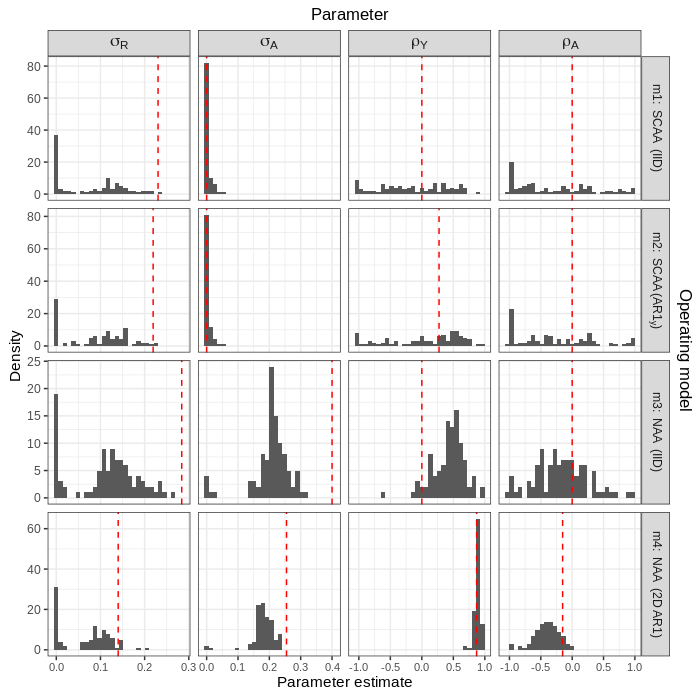 Parameter
σR σA ρY ρA
80
60
40
20
0
m1: SCAA (IID)
80
60
40
20
0
m2: SCAA (AR1y)
25
20
15
10
5
0
m3: NAA (IID)
60
40
20
0
m4: NAA (2D AR1)
0.0 0.1 0.2 0.3 0.0 0.1 0.2 0.3 0.4 -1.0 -0.5 0.0 0.5 1.0 -1.0 -0.5 0.0 0.5 1.0
Parameter estimate
Density
Operating model